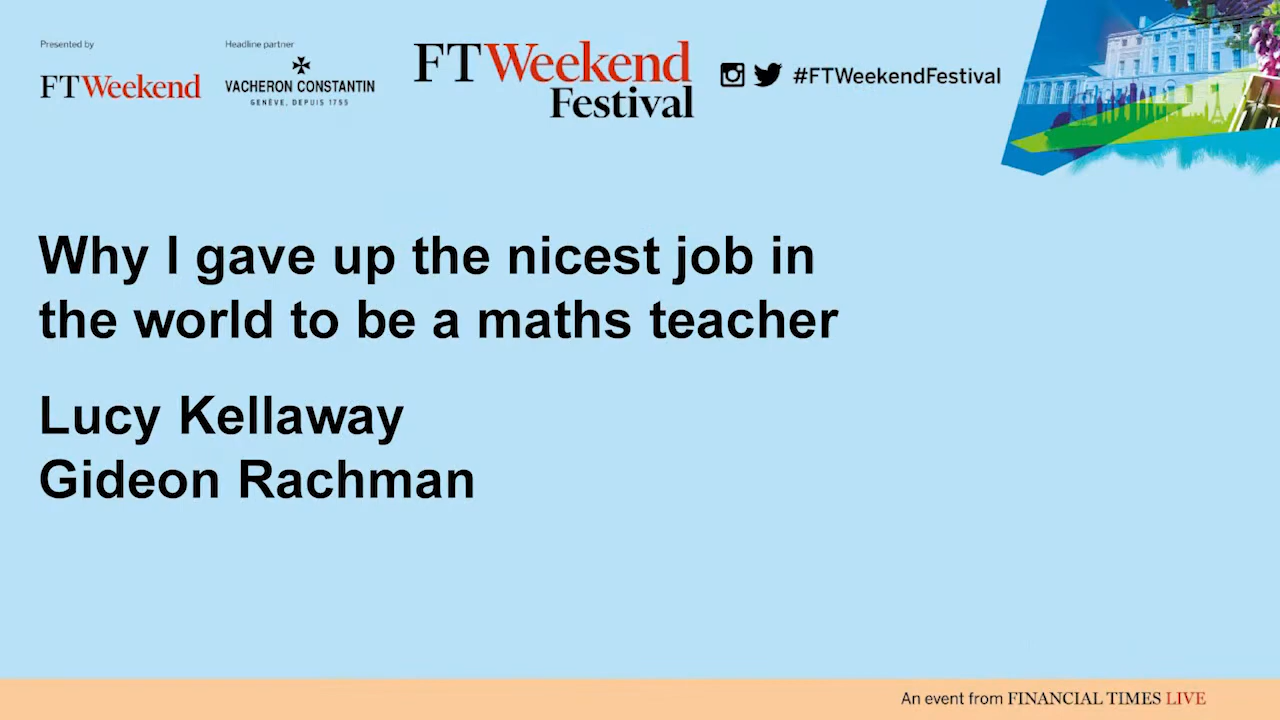 Presented by
FTWeekend
Headline partner
VACHERON CONSTANTIN
GENÈVE, DEPUIS 1755
FTWeekend
Festival
#FTWeekendFestival
Why I gave up the nicest job in
the world to be a maths teacher
Lucy Kellaway
Gideon Rachman
An event from FINANCIAL TIMES LIVE